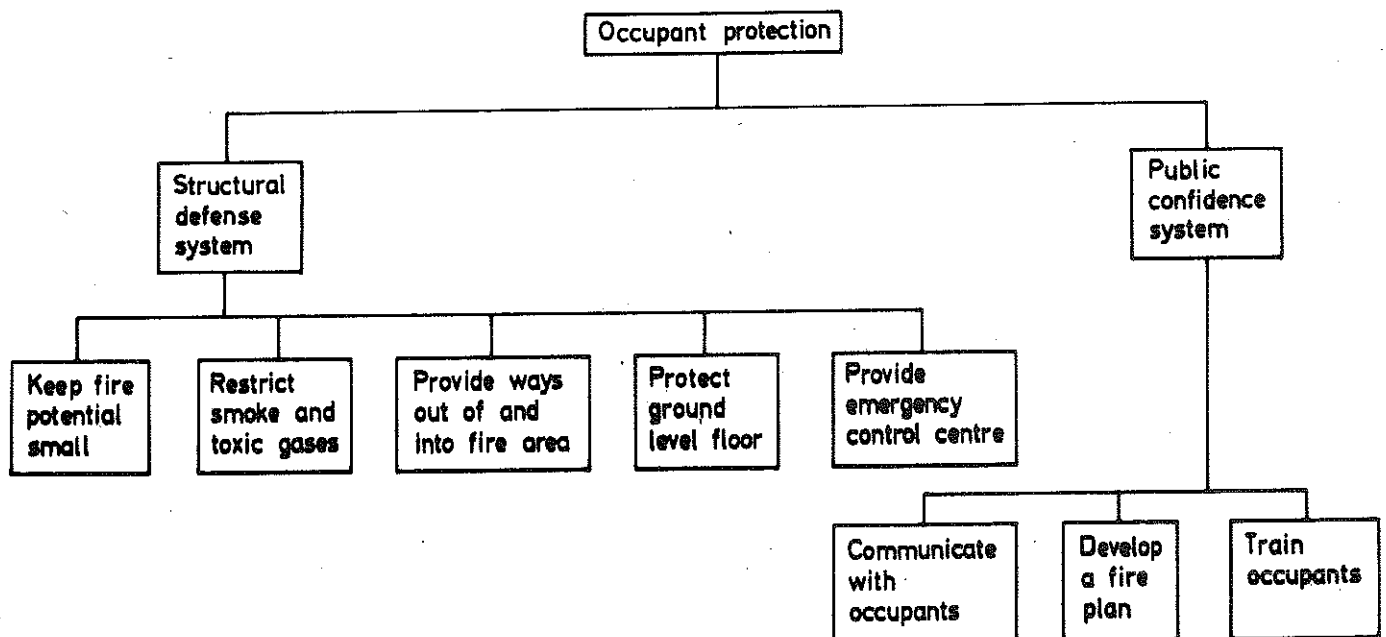 Occupant protection
Structural
defense
system
Public
confidence
system
Keep fire
potential
small
Restrict
smoke and
toxic gases
Provide ways
out of and
into fire area
Protect
ground
level floor
Provide
emergency
control centre
Communicate
with
occupants
Develop
a fire
plan
Train
occupants